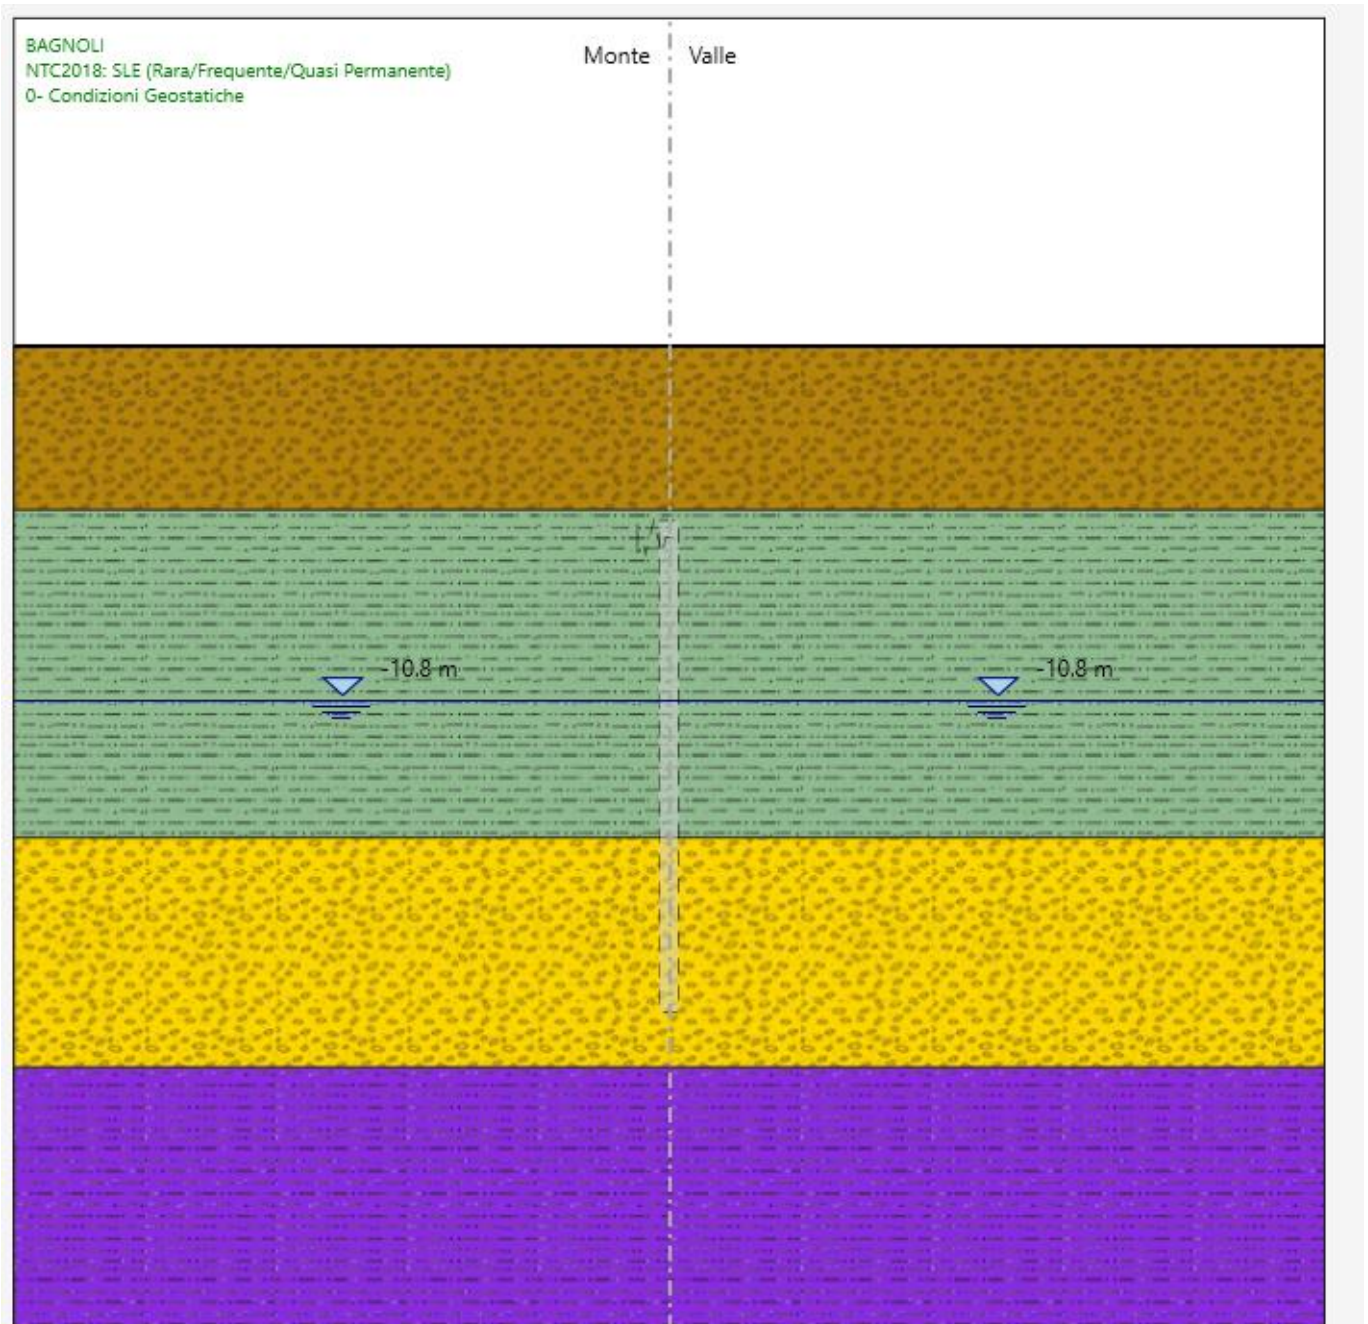 BAGNOLI
NTC2018: SLE (Rara/Frequente/Quasi Permanente)
0- Condizioni Geostatiche
Monte Valle
-10.8 m -10.8 m